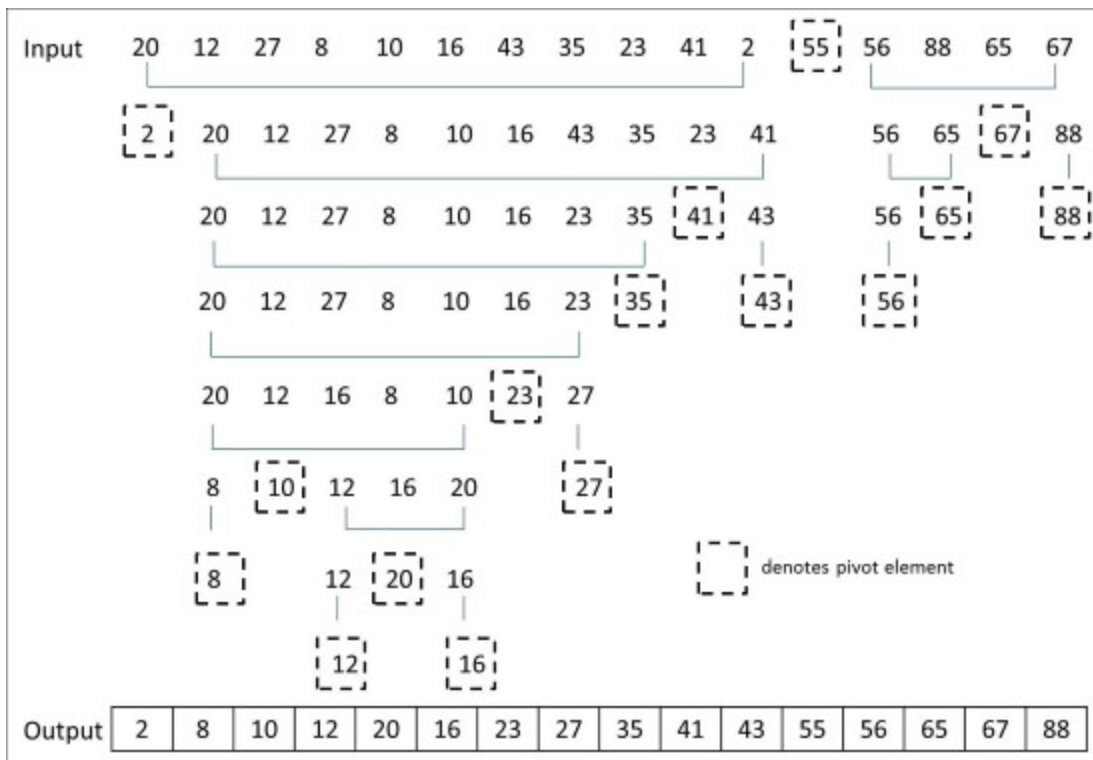 Input 20 12 27 8 10 16 43 35 23 41 2 55 56 88 65 67
2 20 12 27 8 10 16 43 35 23 41 56 65 67 88
20 12 27 8 10 16 23 35 41 43 56 65 88
20 12 27 8 10 16 23 35 43 56
20 12 16 8 10 23 27
8 10 12 16 20 27
denotes pivot element
8 12 20 16
12 16
Output 2 8 10 12 20 16 23 27 35 41 43 55 56 65 67 88